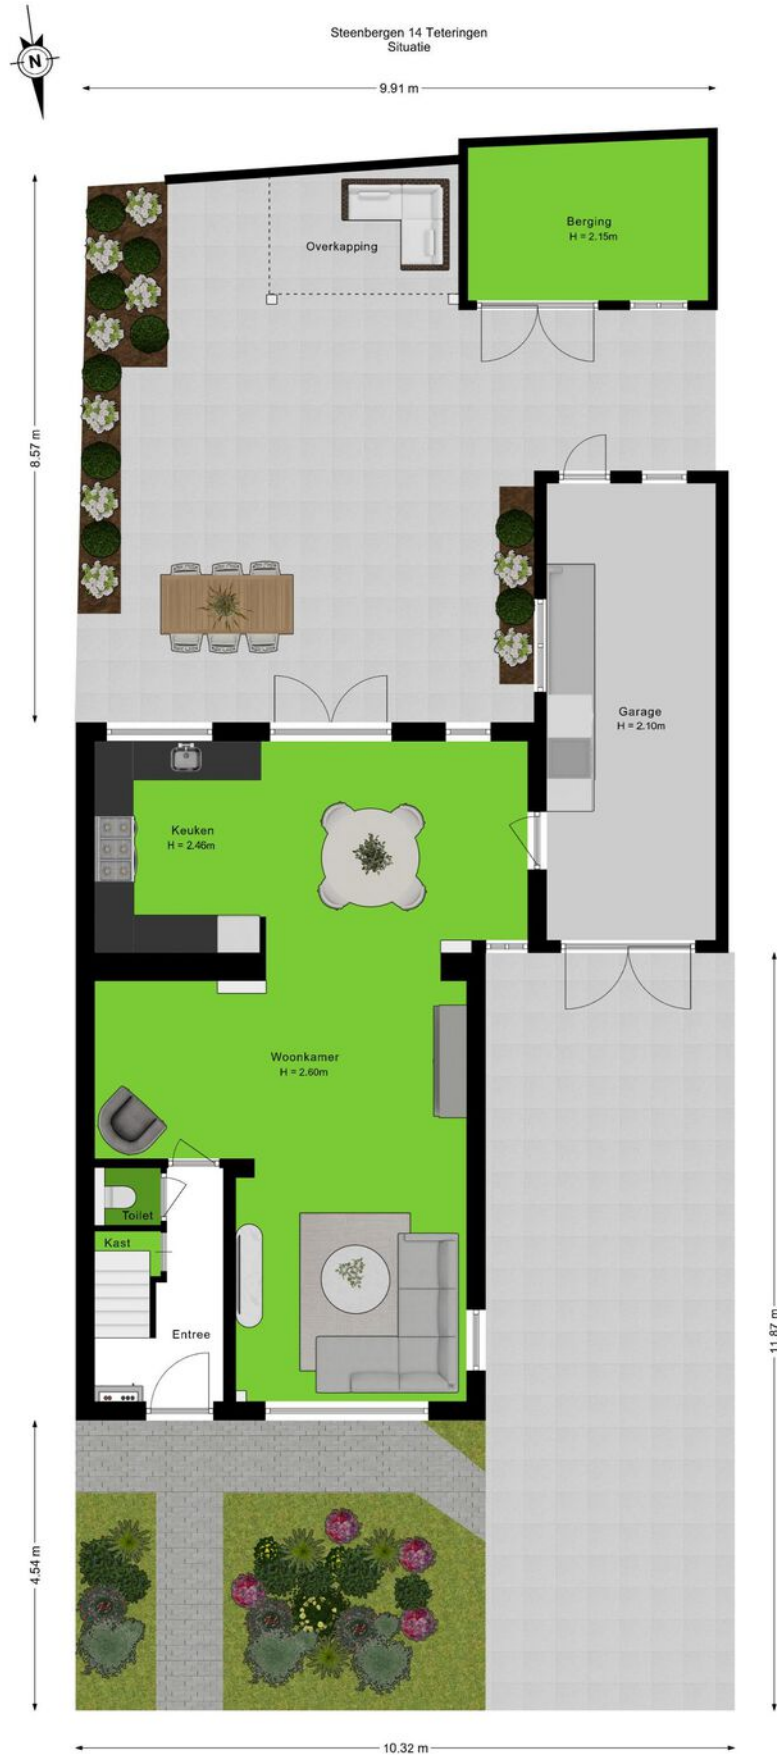 Steenbergen 14 Teteringen
Situatie
N
9.91 m
Berging
H = 2.15m
Overkapping
8.57 m
Garage
H = 2.10m
Keuken
H = 2.46m
Woonkamer
H = 2.60m
Toilet
Kast
Entree
11.87 m
4.54 m
10.32 m